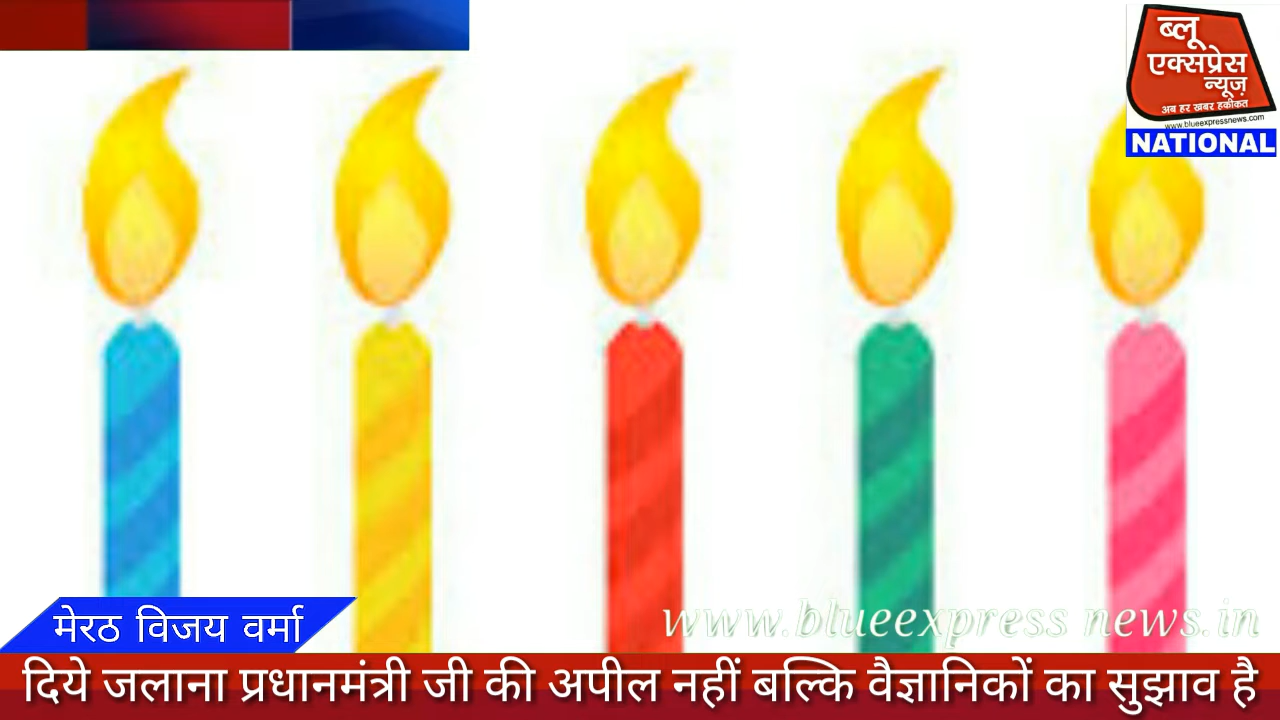 ब्लू
एक्सप्रेस
न्यूज़
अब हर खबर हकीकत
www.blueexpressnews.com
NATIONAL
मेरठ विजय वर्मा
www.blueexpress news.in
दिये जलाना प्रधानमंत्री जी की अपील नहीं बल्कि वैज्ञानिकों का सुझाव है